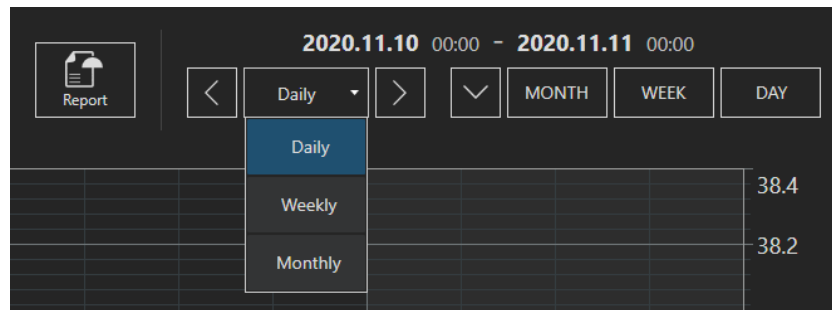 2020.11.10 00:00 - 2020.11.11 00:00
Report
Daily
MONTH
WEEK
DAY
Daily
Weekly
Monthly
38.4
38.2